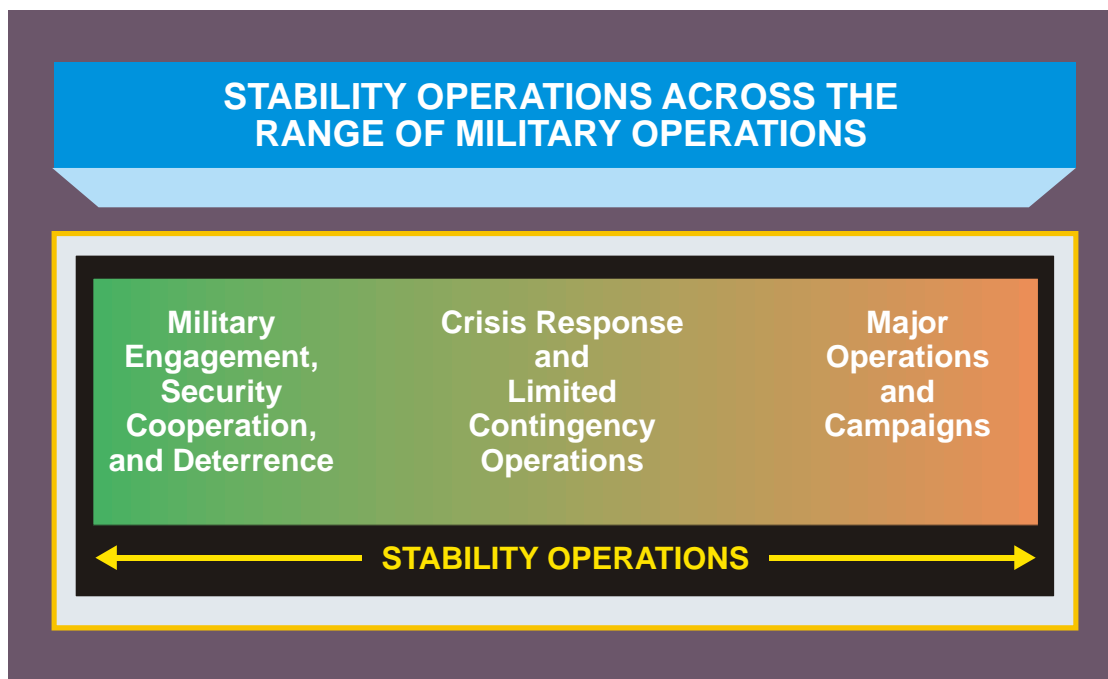 STABILITY OPERATIONS ACROSS THE
RANGE OF MILITARY OPERATIONS
Military
Engagement,
Security
Cooperation,
and Deterrence
Crisis Response
and
Limited
Contingency
Operations
Major
Operations
and
Campaigns
STABILITY OPERATIONS